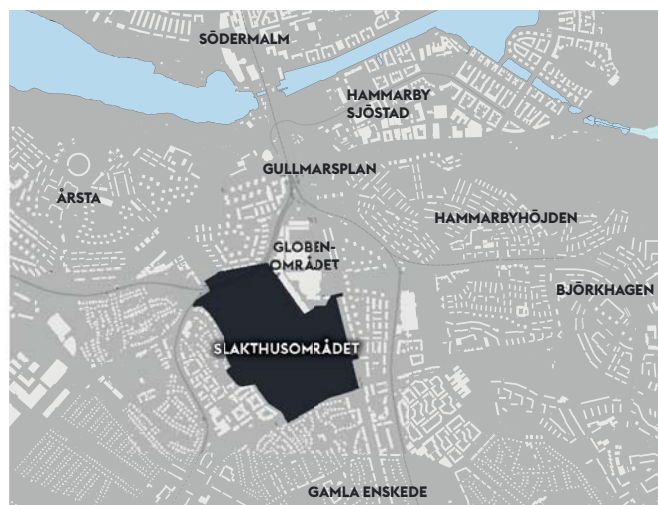 SÖDERMALM
HAMMARBY
SJÖSTAD
GULLMARSPLAN
ÅRSTA
HAMMARBYHÖJDEN
GLOBEN-
OMRÅDET
BJÖRKHAGEN
SLAKTHUSOMRÅDET
GAMLA ENSKEDE